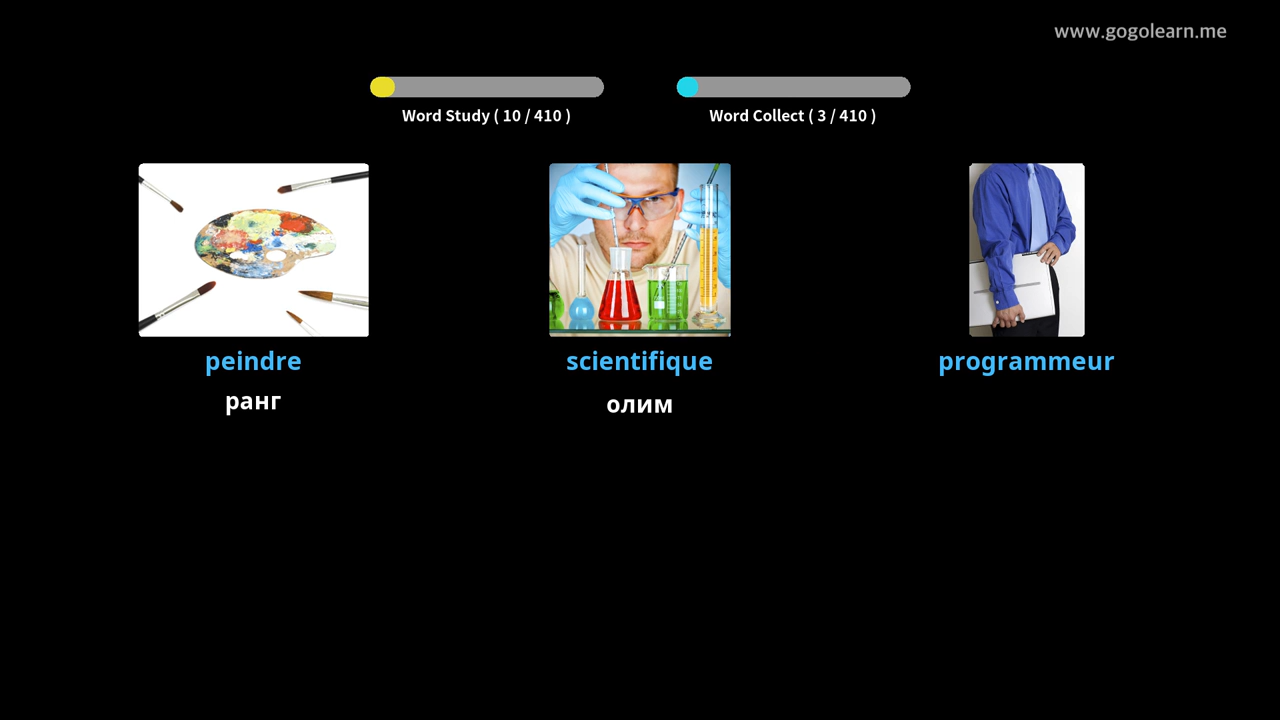 www.gogolearn.me
Word Study ( 10 / 410 )
Word Collect ( 3 / 410 )
peindre
scientifique
programmeur
ранг
олим